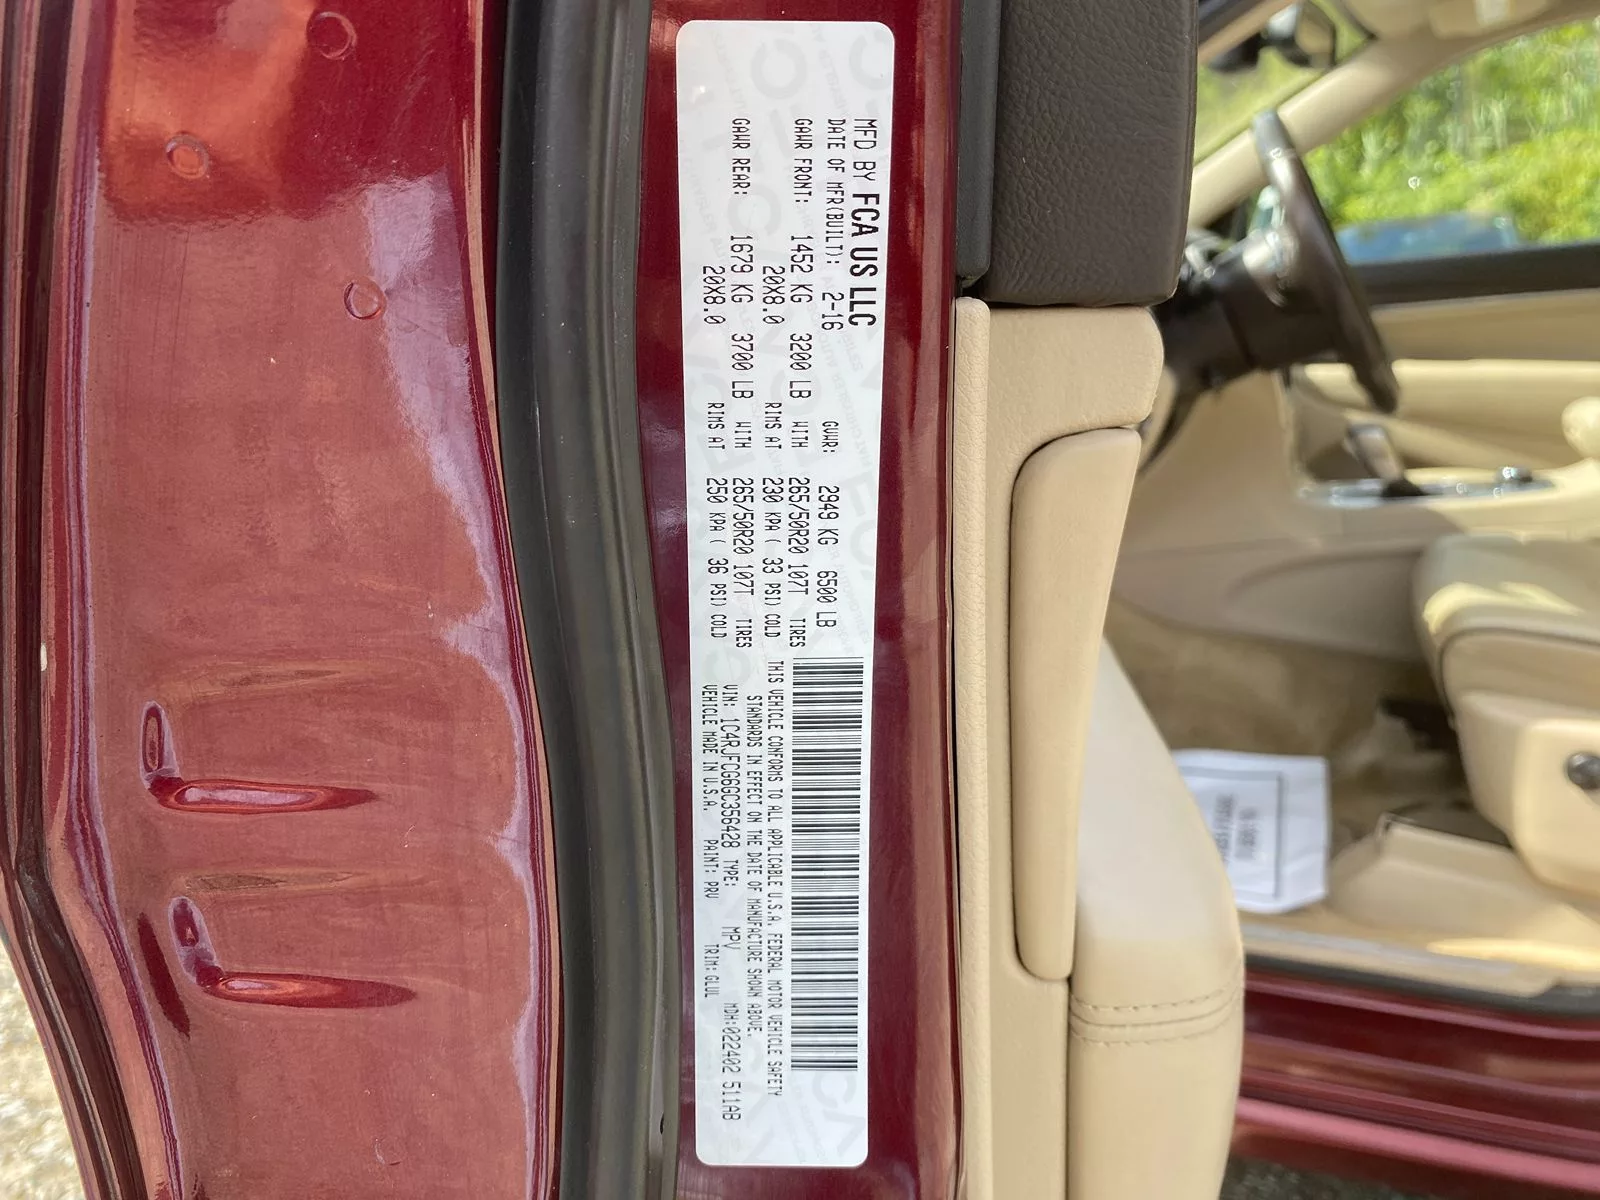 MFD BY FCA US LLC
DATE OF MFR(BUILT): 2-16 GVWR: 2949 KG 6500 LB
GAWR FRONT: 1452 KG 3200 LB WITH 265/50R20 107T TIRES
20X8.0 RIMS AT 230 KPA( 33 PSI) COLD
GAWR REAR: 1679 KG 3700 LB WITH 265/50R20 107T TIRES
20X8.0 RIMS AT 250 KPA( 36 PSI) COLD
THIS VEHICLE CONFORMS TO ALL APPLICABLE U.S.A. FEDERAL MOTOR VEHICLE SAFETY
STANDARDS IN EFFECT ON THE DATE OF MANUFACTURE SHOWN ABOVE.
VIN: 1C4RJFCG6GC356428 TYPE: MPV MDH:022402 511AB
VEHICLE MADE IN U.S.A. PAINT: PRV TRIM: GLUL